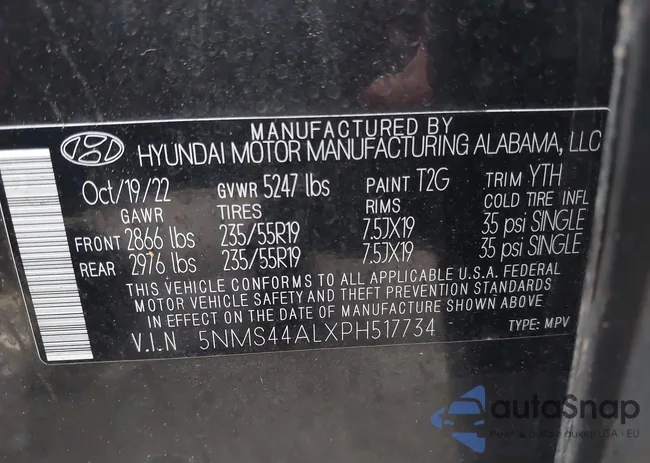 MANUFACTURED BY
HYUNDAI MOTOR MANUFACTURING ALABAMA, LLC
Oct/19/22 GVWR 5247 lbs PAINT T2G TRIM YTH
GAWR TIRES RIMS COLD TIRE INFL
FRONT 2866 lbs 235/55R19 7.5JX19 35 psi SINGLE
REAR 2976 lbs 235/55R19 7.5JX19 35 psi SINGLE
THIS VEHICLE CONFORMS TO ALL APPLICABLE U.S.A. FEDERAL
MOTOR VEHICLE SAFETY AND THEFT PREVENTION STANDARDS
IN EFFECT ON THE DATE OF MANUFACTURE SHOWN ABOVE
V.I.N 5NMS44ALXPH517734 TYPE: MPV
autoSnap
USA i EU